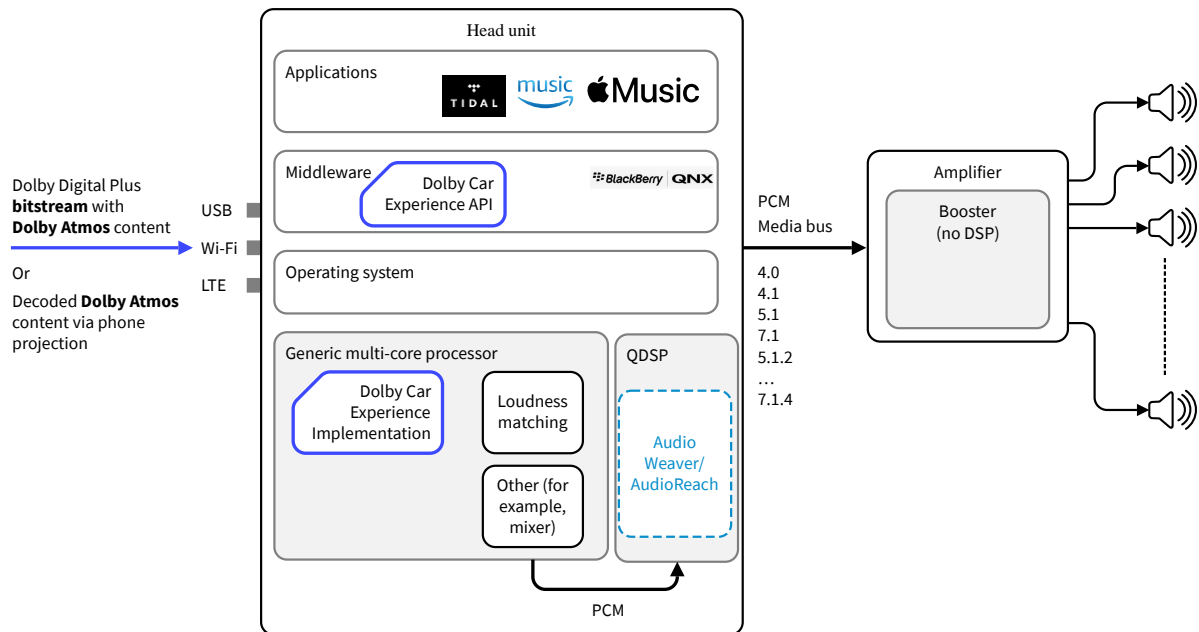 Head unit
Applications
TIDAL
music
Music
Middleware
Dolby Car
Experience API
BlackBerry
QNX
Dolby Digital Plus
bitstream with
Dolby Atmos content
Or
Decoded Dolby Atmos
content via phone
projection
USB
Wi-Fi
LTE
Operating system
Generic multi-core processor
Dolby Car
Experience
Implementation
Loudness
matching
Other (for
example,
mixer)
QDSP
Audio
Weaver/
AudioReach
PCM
PCM
Media bus
4.0
4.1
5.1
7.1
5.1.2
...
7.1.4
Amplifier
Booster
(no DSP)